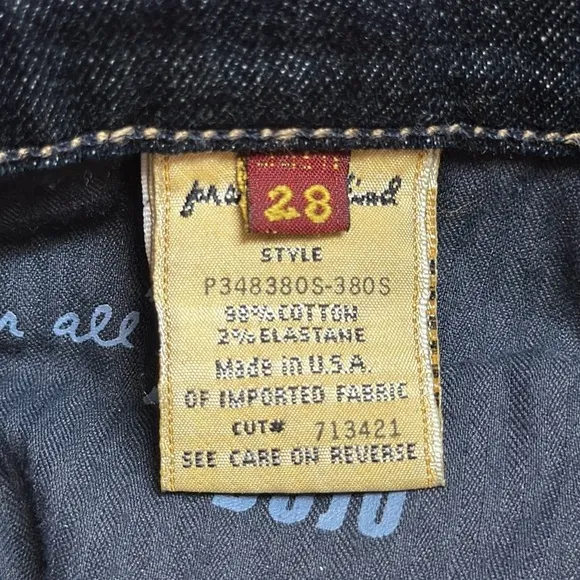 28
STYLE
P348380S-380S
98% COTTON
2% ELASTANE
Made in U.S.A.
OF IMPORTED FABRIC
CUT# 713421
SEE CARE ON REVERSE
all